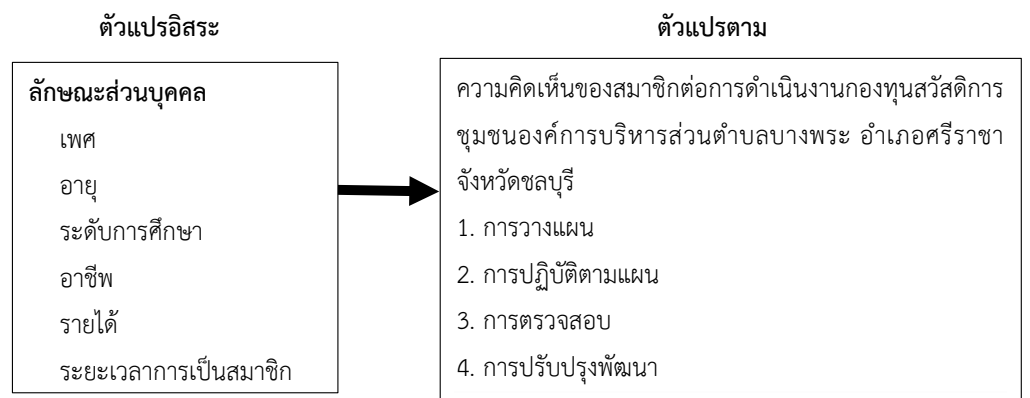 ตัวแปรอิสระ
ลักษณะส่วนบุคคล
เพศ
อายุ
ระดับการศึกษา
อาชีพ
รายได้
ระยะเวลาการเป็นสมาชิก
ตัวแปรตาม
ความคิดเห็นของสมาชิกต่อการดำเนินงานกองทุนสวัสดิการ
ชุมชนองค์การบริหารส่วนตำบลบางพระ อำเภอศรีราชา
จังหวัดชลบุรี
1. การวางแผน
2. การปฏิบัติตามแผน
3. การตรวจสอบ
4. การปรับปรุงพัฒนา